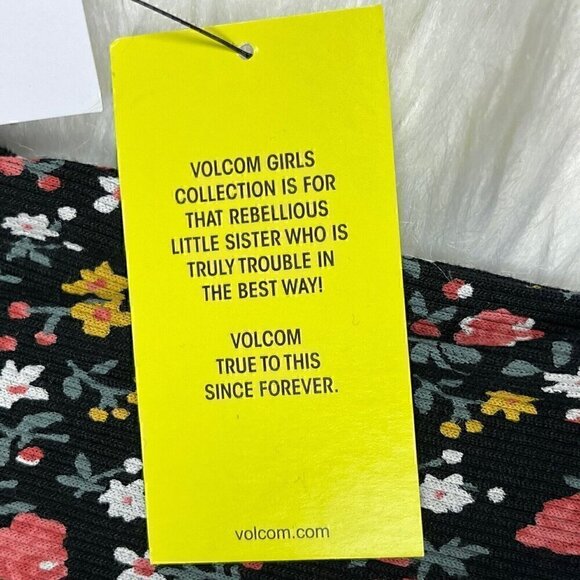 VOLCOM GIRLS
COLLECTION IS FOR
THAT REBELLIOUS
LITTLE SISTER WHO IS
TRULY TROUBLE IN
THE BEST WAY!
VOLCOM
TRUE TO THIS
SINCE FOREVER.
volcom.com